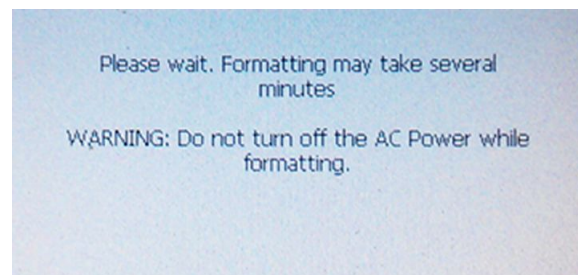 Please wait. Formatting may take several
minutes
WARNING: Do not turn off the AC Power while
formatting.